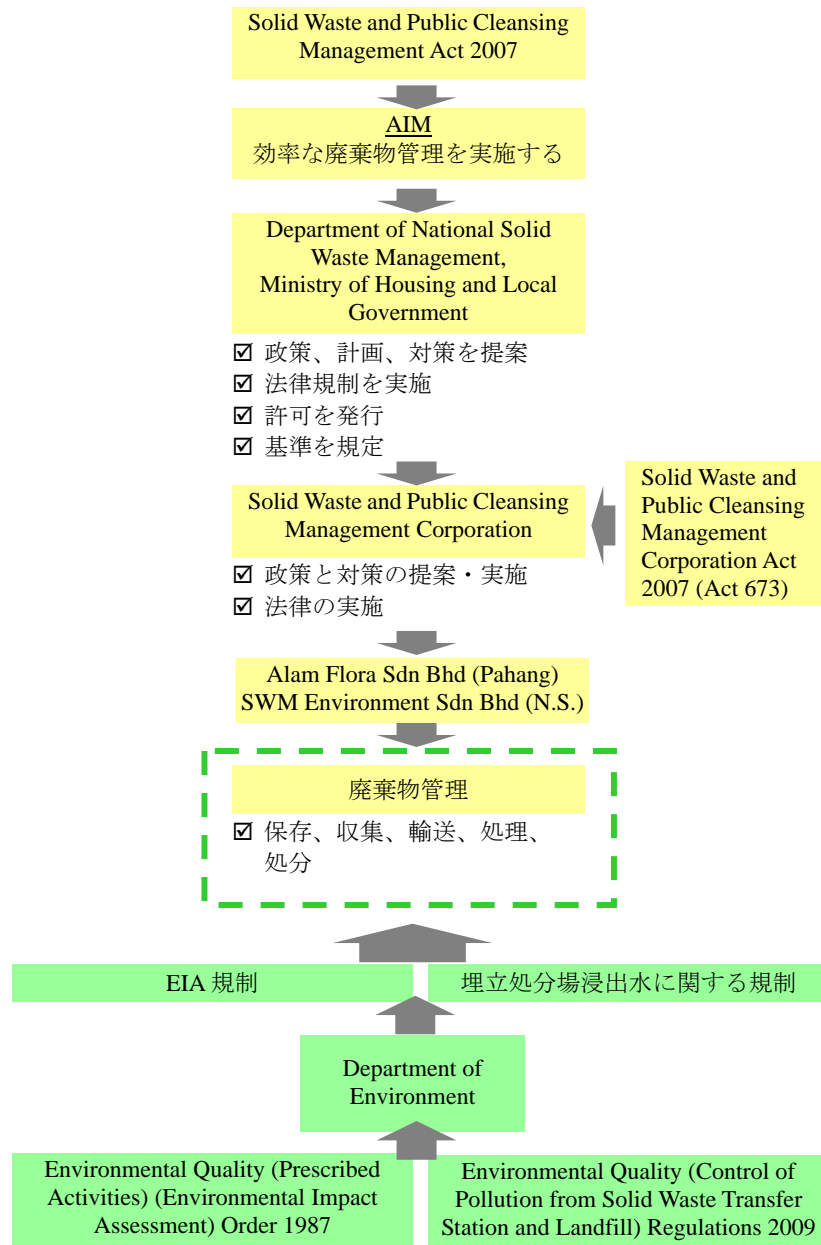 Solid Waste and Public Cleansing
Management Act 2007
AIM
効率な廃棄物管理を実施する
Department of National Solid
Waste Management,
Ministry of Housing and Local
Government
☑ 政策、計画、対策を提案
☑ 法律規制を実施
☑ 許可を発行
☑ 基準を規定
Solid Waste and Public Cleansing
Management Corporation
Solid Waste and
Public Cleansing
Management
Corporation Act
2007 (Act 673)
☑ 政策と対策の提案・実施
☑ 法律の実施
Alam Flora Sdn Bhd (Pahang)
SWM Environment Sdn Bhd (N.S.)
廃棄物管理
☑ 保存、収集、輸送、処理、
処分
EIA 規制
埋立処分場浸出水に関する規制
Department of
Environment
Environmental Quality (Prescribed
Activities) (Environmental Impact
Assessment) Order 1987
Environmental Quality (Control of
Pollution from Solid Waste Transfer
Station and Landfill) Regulations 2009